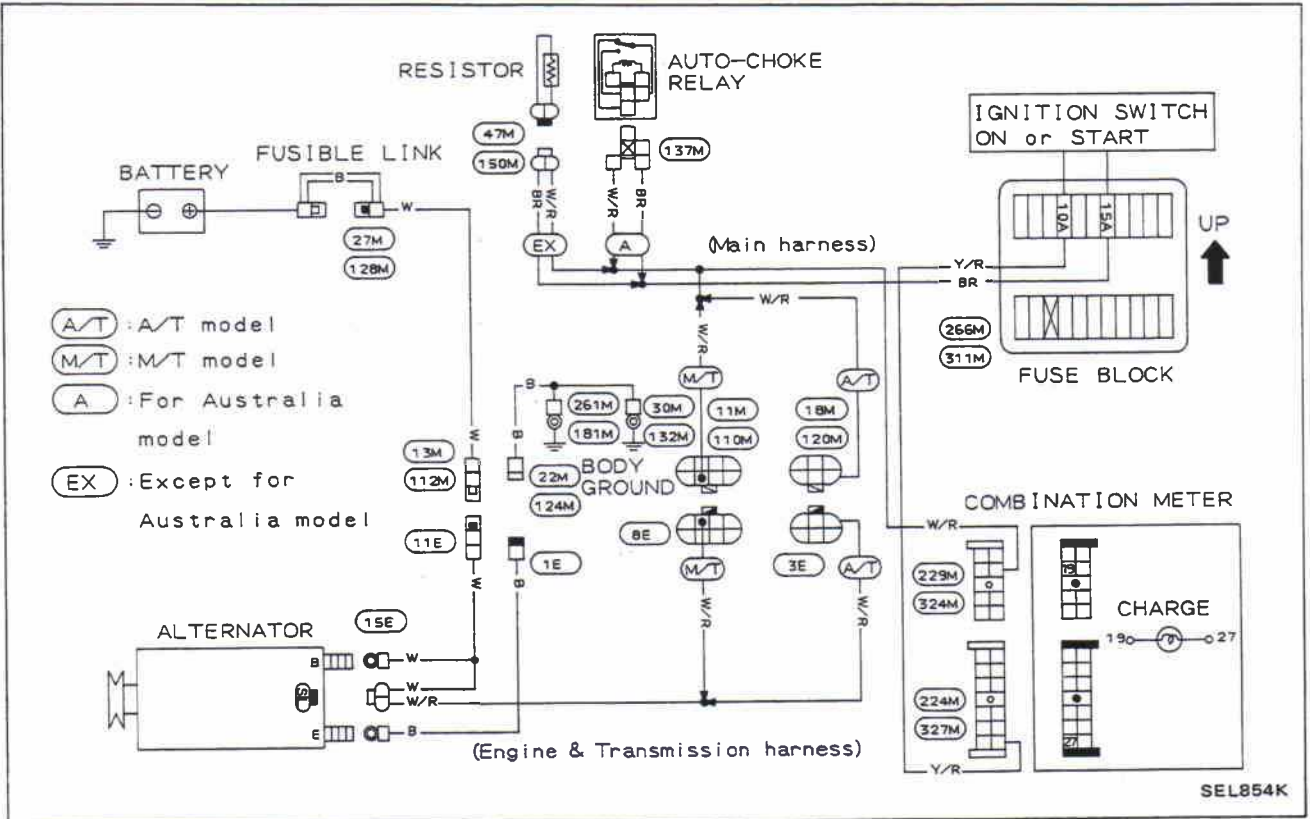 RESISTOR
AUTO-CHOKE
RELAY
47M
150M
137M
BR
W/R
W/R
BR
EX
A
(Main harness)
BATTERY
FUSIBLE LINK
B
W
27M
128M
IGNITION SWITCH
ON or START
10A
15A
UP
Y/R
BR
266M
311M
FUSE BLOCK
A/T : A/T model
M/T : M/T model
A : For Australia
model
EX : Except for
Australia model
W/R
W/R
M/T
A/T
W
B
B
261M
181M
30M
132M
11M
110M
18M
120M
13M
112M
22M
124M
BODY
GROUND
11E
1E
8E
3E
M/T
A/T
W
B
W/R
W/R
COMBINATION METER
W/R
229M
324M
19
CHARGE
19
27
224M
327M
27
Y/R
ALTERNATOR
15E
B
W
W
W/R
E
B
(Engine & Transmission harness)
SEL854K